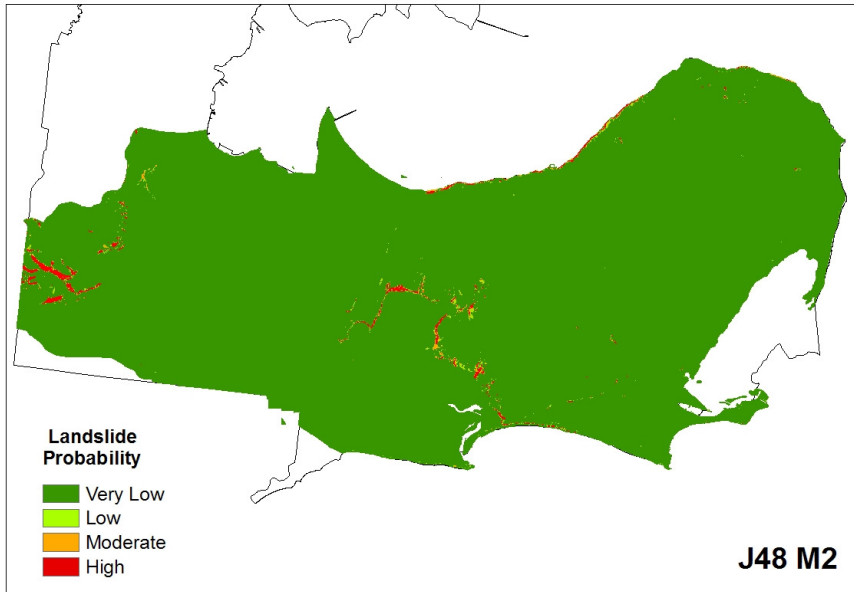 Landslide
Probability
Very Low
Low
Moderate
High
J48 M2